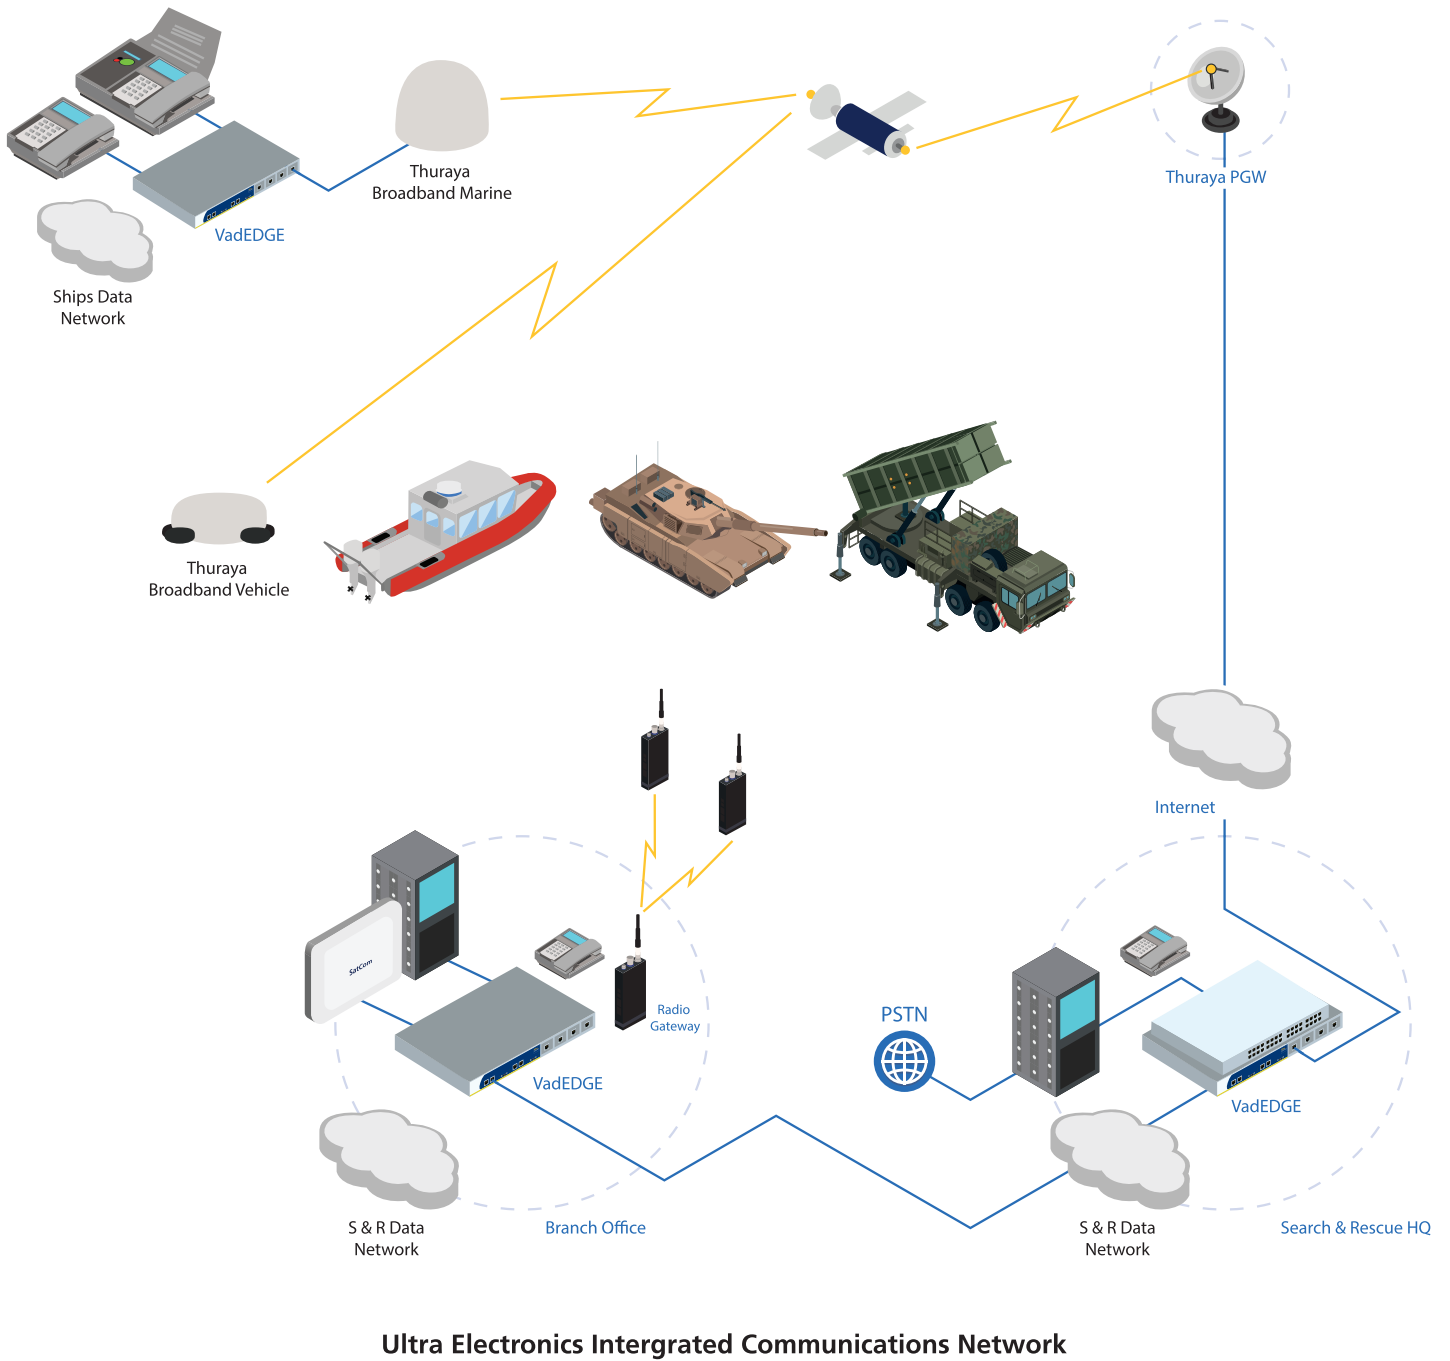 Thuraya
Broadband Marine
Thuraya PGW
VadEDGE
Ships Data
Network
Thuraya
Broadband Vehicle
Internet
SatCom
Radio
Gateway
PSTN
VadEDGE
VadEDGE
S & R Data
Network
Branch Office
S & R Data
Network
Search & Rescue HQ
Ultra Electronics Intergrated Communications Network